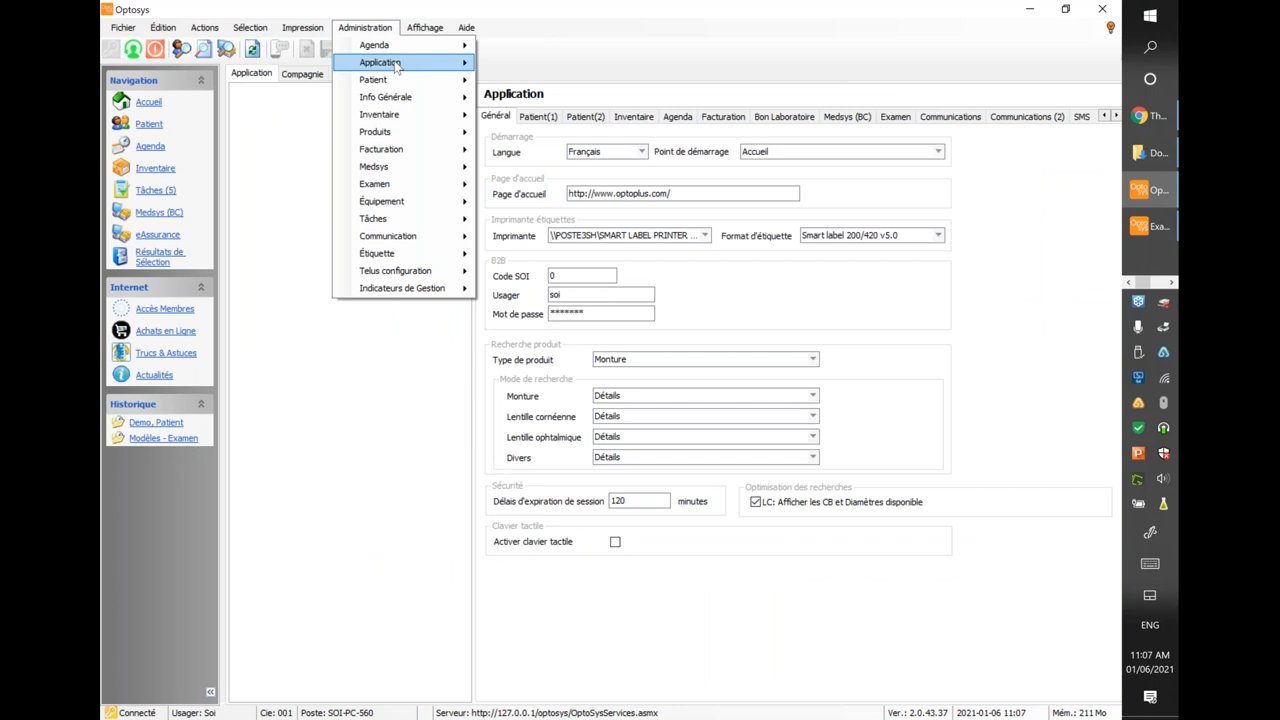 Optosys
Fichier Édition Actions Sélection Impression Administration Affichage Aide
Agenda
Application
Patient
Info Générale
Inventaire
Produits
Facturation
Medsys
Examen
Équipement
Tâches
Communication
Étiquette
Telus configuration
Indicateurs de Gestion
Navigation
Accueil
Patient
Agenda
Inventaire
Tâches (5)
Medsys (BC)
eAssurance
Résultats de
Sélection
Internet
Accès Membres
Achats en Ligne
Trucs & Astuces
Actualités
Historique
Demo, Patient
Modèles - Examen
Application Compagnie
Application
Général Patient(1) Patient(2) Inventaire Agenda Facturation Bon Laboratoire Medsys (BC) Examen Communications Communications (2) SMS
Démarrage
Langue Français Point de démarrage Accueil
Page d'accueil
Page d'accueil http://www.optoplus.com/
Imprimante étiquettes
Imprimante \\POSTE3SH\SMART LABEL PRINTER ... Format d'étiquette Smart label 200/420 v5.0
B2B
Code SOI 0
Usager soi
Mot de passe *******
Recherche produit
Type de produit Monture
Mode de recherche
Monture Détails
Lentille cornéenne Détails
Lentille ophtalmique Détails
Divers Détails
Sécurité
Délais d'expiration de session 120 minutes
Optimisation des recherches
LC: Afficher les CB et Diamètres disponible
Clavier tactile
Activer clavier tactile
Connecté Usager: Soi Cie: 001 Poste: SOI-PC-560 Serveur: http://127.0.0.1/optosys/OptoSysServices.asmx Ver.: 2.0.43.37 2021-01-06 11:07 Mém.: 211 Mo
Th...
Do...
Op...
Exa...
ENG
11:07 AM
01/06/2021